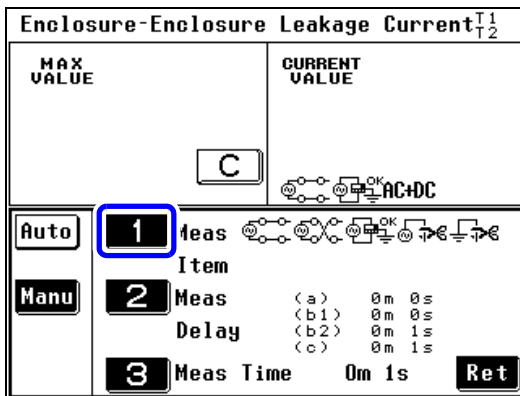 Enclosure-Enclosure Leakage Current T1 T2
MAX VALUE
CURRENT VALUE
C
OK AC+DC
Auto
1 Meas Item OK
Manu
2 Meas Delay
(a) 0m 0s
(b1) 0m 0s
(b2) 0m 1s
(c) 0m 1s
3 Meas Time 0m 1s
Ret